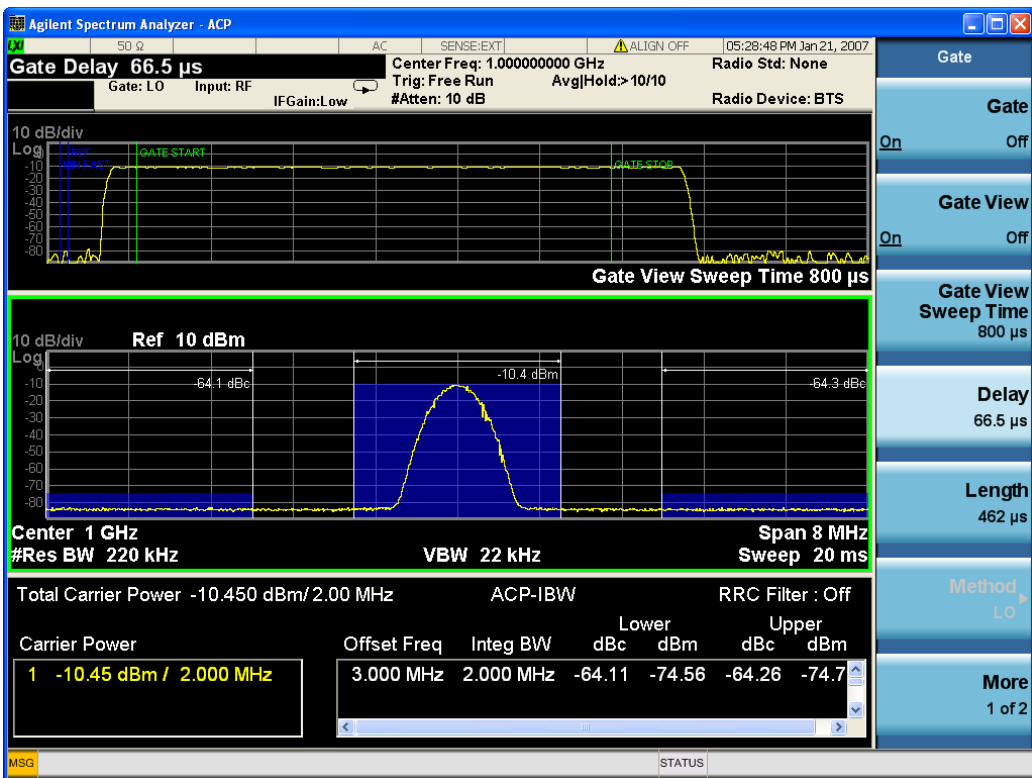 Agilent Spectrum Analyzer - ACP
LXI 50 Ω AC SENSE:EXT ALIGN OFF 05:28:48 PM Jan 21, 2007
Gate Delay 66.5 µs
Gate: LO Input: RF IFGain:Low
Center Freq: 1.000000000 GHz
Trig: Free Run Avg|Hold:> 10/10
#Atten: 10 dB
Radio Std: None
Radio Device: BTS
10 dB/div
Log
GATE START
MIN FAST
GATE STOP
-10
-20
-30
-40
-50
-60
-70
-80
Gate View Sweep Time 800 µs
10 dB/div Ref 10 dBm
Log
0
-64.1 dBc -10.4 dBm -64.3 dBc
-10
-20
-30
-40
-50
-60
-70
-80
Center 1 GHz Span 8 MHz
#Res BW 220 kHz VBW 22 kHz Sweep 20 ms
Total Carrier Power -10.450 dBm/ 2.00 MHz ACP-IBW RRC Filter : Off
Lower Upper
Carrier Power Offset Freq Integ BW dBc dBm dBc dBm
1 -10.45 dBm / 2.000 MHz 3.000 MHz 2.000 MHz -64.11 -74.56 -64.26 -74.7
MSG STATUS
Gate
Gate
On Off
Gate View
On Off
Gate View
Sweep Time
800 µs
Delay
66.5 µs
Length
462 µs
Method
LO
More
1 of 2